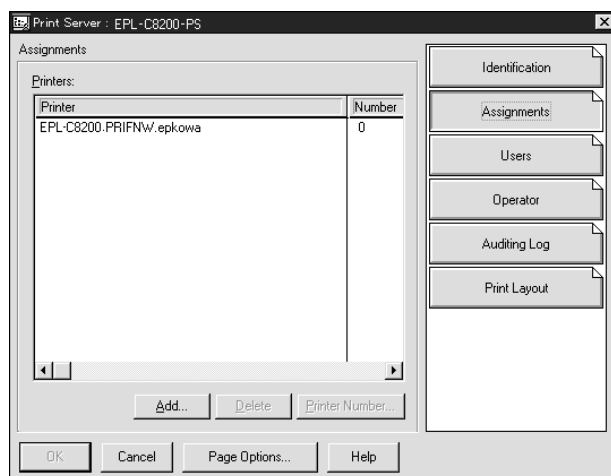 Print Server : EPL-C8200-PS
Assignments
Printers:
Printer Number
EPL-C8200.PRIFNW.epkowa 0
Add... Delete Printer Number...
OK Cancel Page Options... Help
Identification
Assignments
Users
Operator
Auditing Log
Print Layout